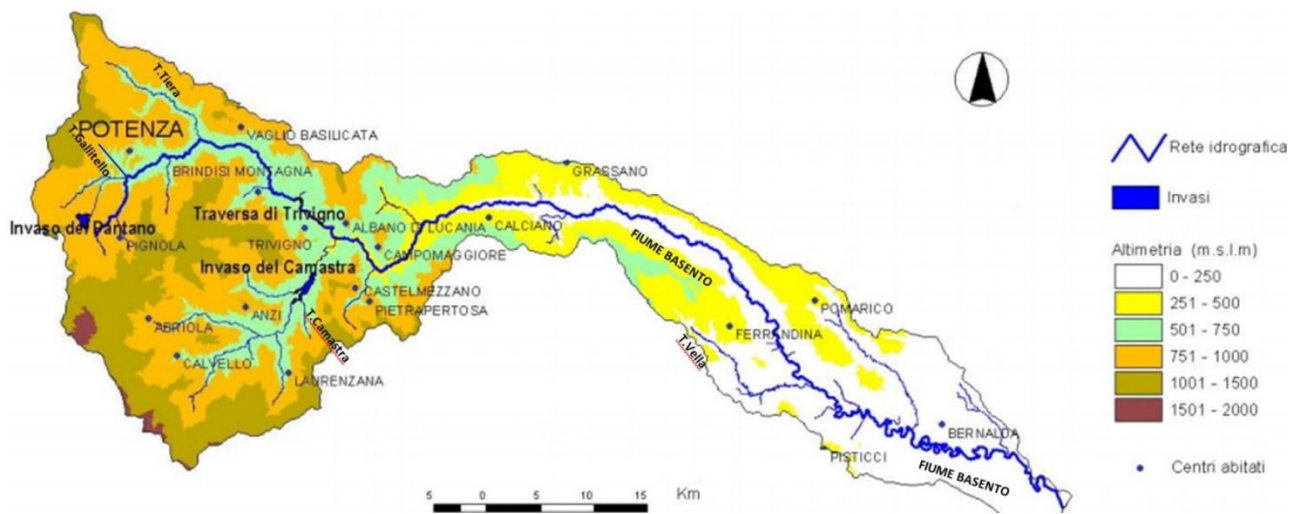 T.Tiera
POTENZA
T.Gallitello
VAGLIO BASILICATA
BRINDISI MONTAGNA
Traversa di Trivigno
ALBANO DI LUCANIA
Invaso del Pantano
PIGNOLA
TRIVIGNO
CAMPOMAGGIORE
Invaso del Camastra
CASTELMEZZANO
PIETRAPERTOSA
ANZI
ABRIOLA
T.Camastra
CALVELLO
LAURENZANA
GRASSANO
CALCIANO
FIUME BASENTO
POMARICO
FERRANDINA
T.Vella
BERNALDA
PISTICCI
FIUME BASENTO
5 0 5 10 15 Km
Rete idrografica
Invasi
Altimetria (m.s.l.m)
0 - 250
251 - 500
501 - 750
751 - 1000
1001 - 1500
1501 - 2000
Centri abitati